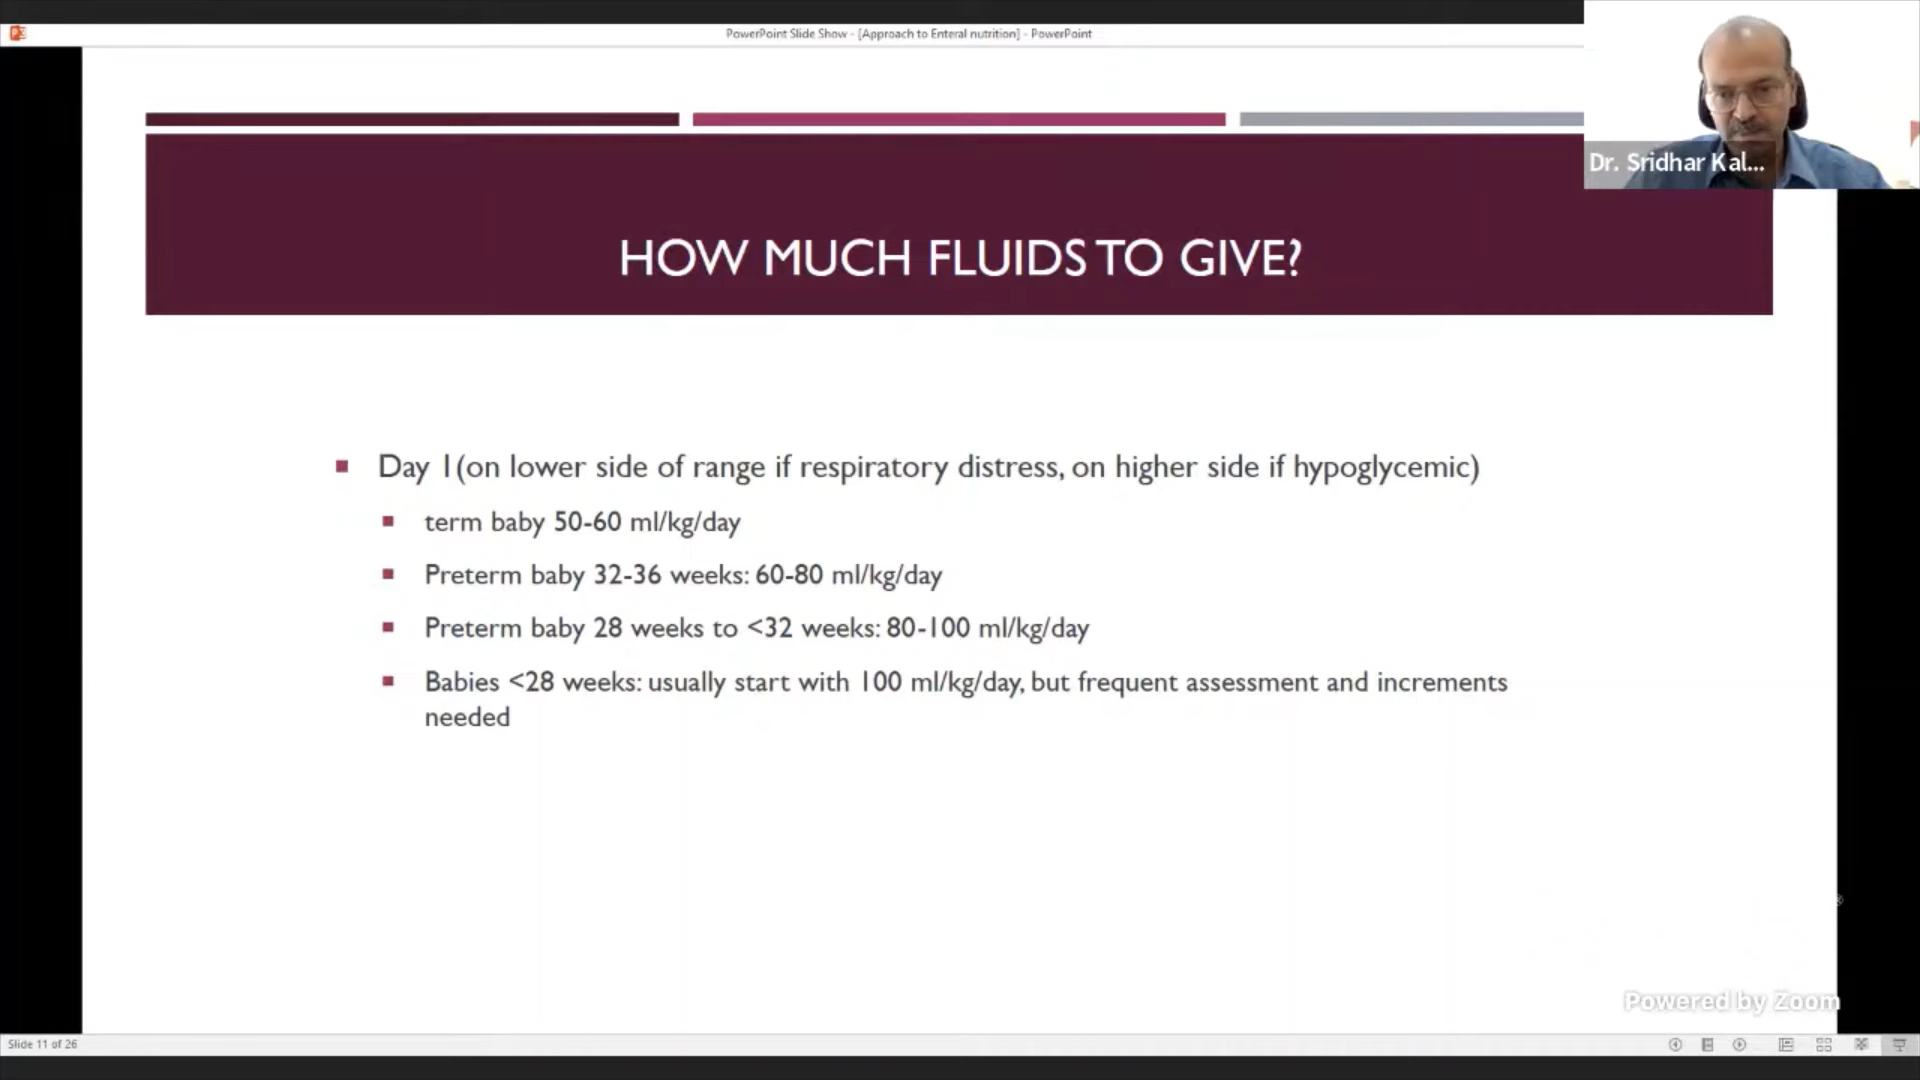 PowerPoint Slide Show - [Approach to Enteral nutrition] - PowerPoint
Dr. Sridhar Kal...
HOW MUCH FLUIDS TO GIVE?
Day 1(on lower side of range if respiratory distress, on higher side if hypoglycemic)
term baby 50-60 ml/kg/day
Preterm baby 32-36 weeks: 60-80 ml/kg/day
Preterm baby 28 weeks to <32 weeks: 80-100 ml/kg/day
Babies <28 weeks: usually start with 100 ml/kg/day, but frequent assessment and increments
needed
Powered by Zoom
Slide 11 of 26